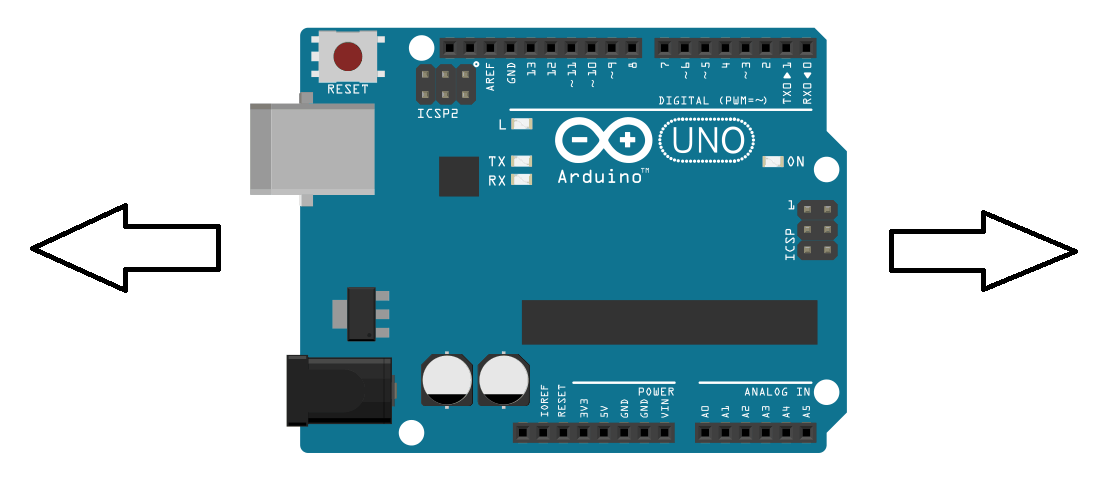 RESET
AREF
GND
13
12
~11
~10
~9
8
7
~6
~5
4
~3
2
TX0▶1
RX0◀0
DIGITAL (PWM=~)
ICSP2
L
TX
RX
UNO
ON
Arduino™
1
ICSP
POWER
ANALOG IN
IOREF
RESET
3V3
5V
GND
GND
VIN
A0
A1
A2
A3
A4
A5